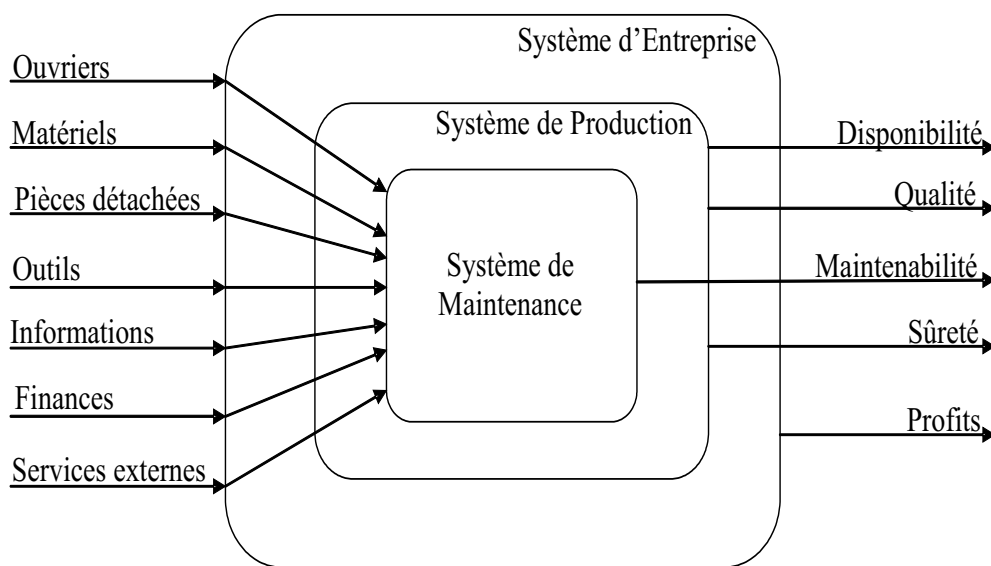 Système d'Entreprise
Ouvriers
Système de Production
Matériels
Disponibilité
Pièces détachées
Qualité
Outils
Système de
Maintenance
Maintenabilité
Informations
Sûreté
Finances
Profits
Services externes